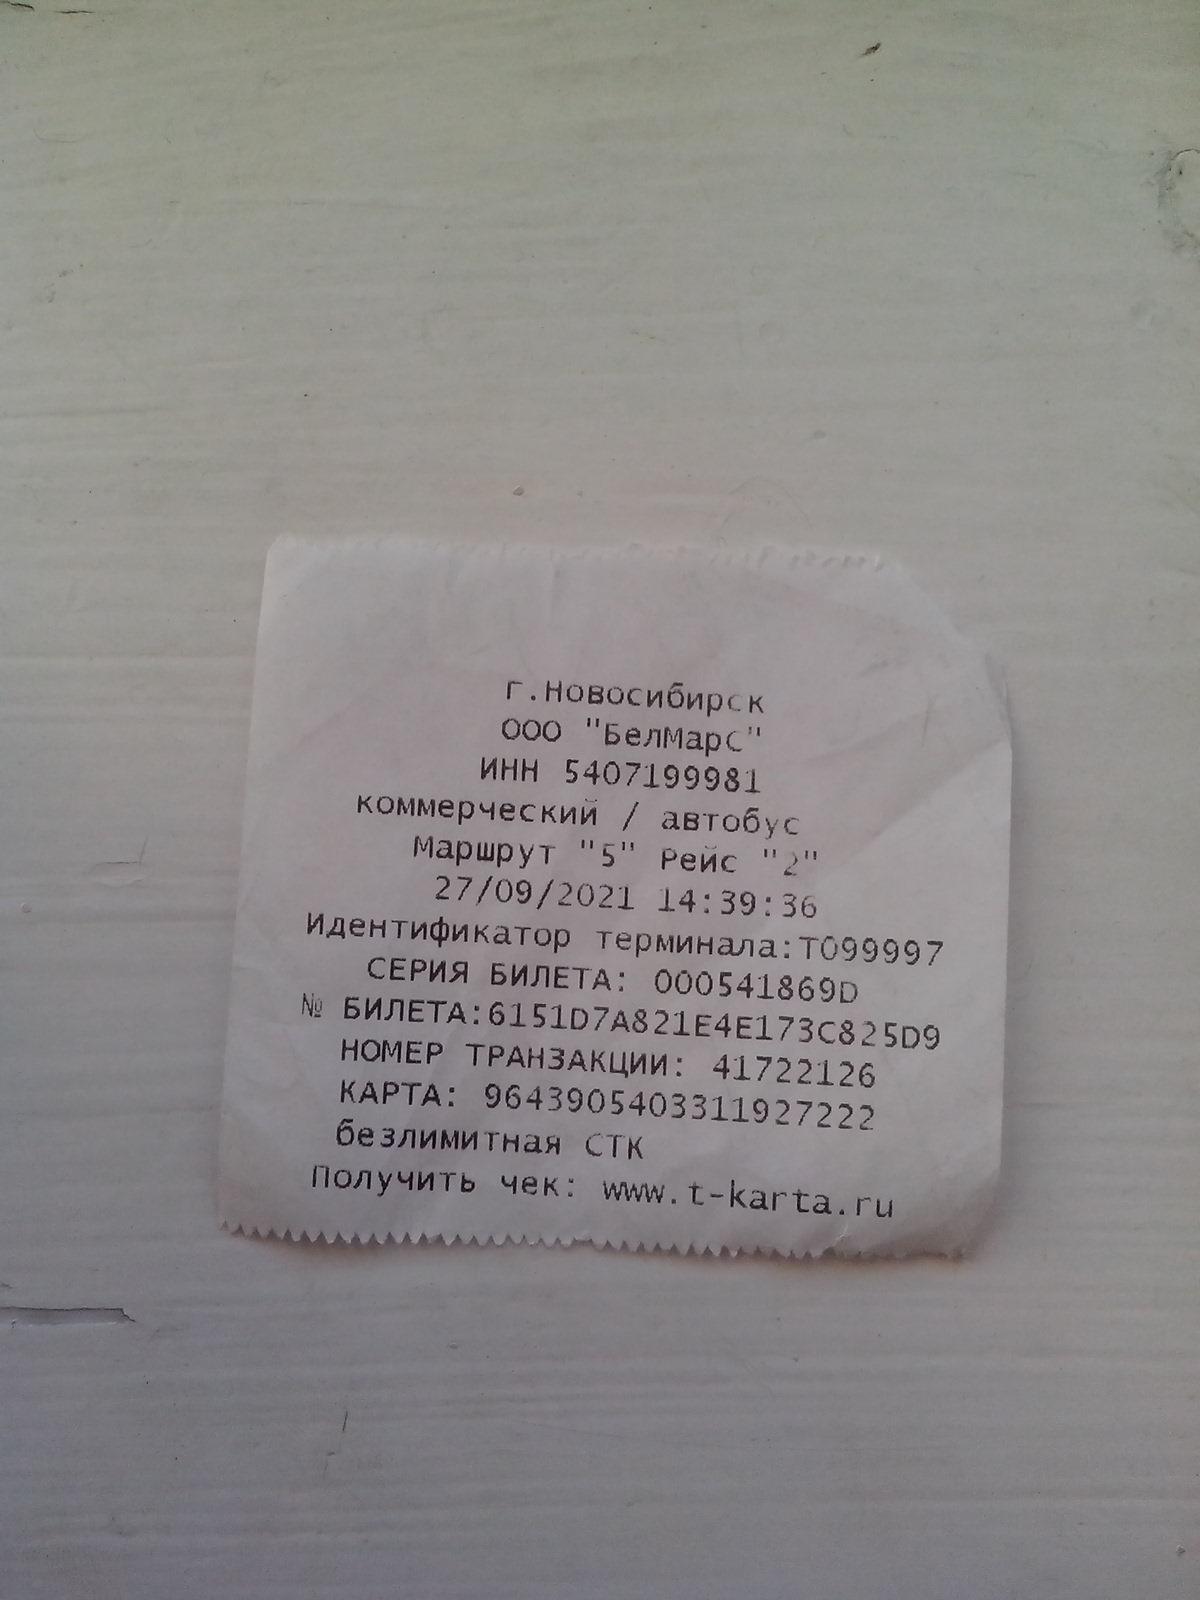 г.Новосибирск
ООО "БелМарС"
ИНН 5407199981
коммерческий / автобус
Маршрут "5" Рейс "2"
27/09/2021 14:39:36
Идентификатор терминала:T099997
СЕРИЯ БИЛЕТА: 000541869D
№ БИЛЕТА:6151D7A821E4E173C825D9
НОМЕР ТРАНЗАКЦИИ: 41722126
КАРТА: 9643905403311927222
безлимитная СТК
Получить чек: www.t-karta.ru